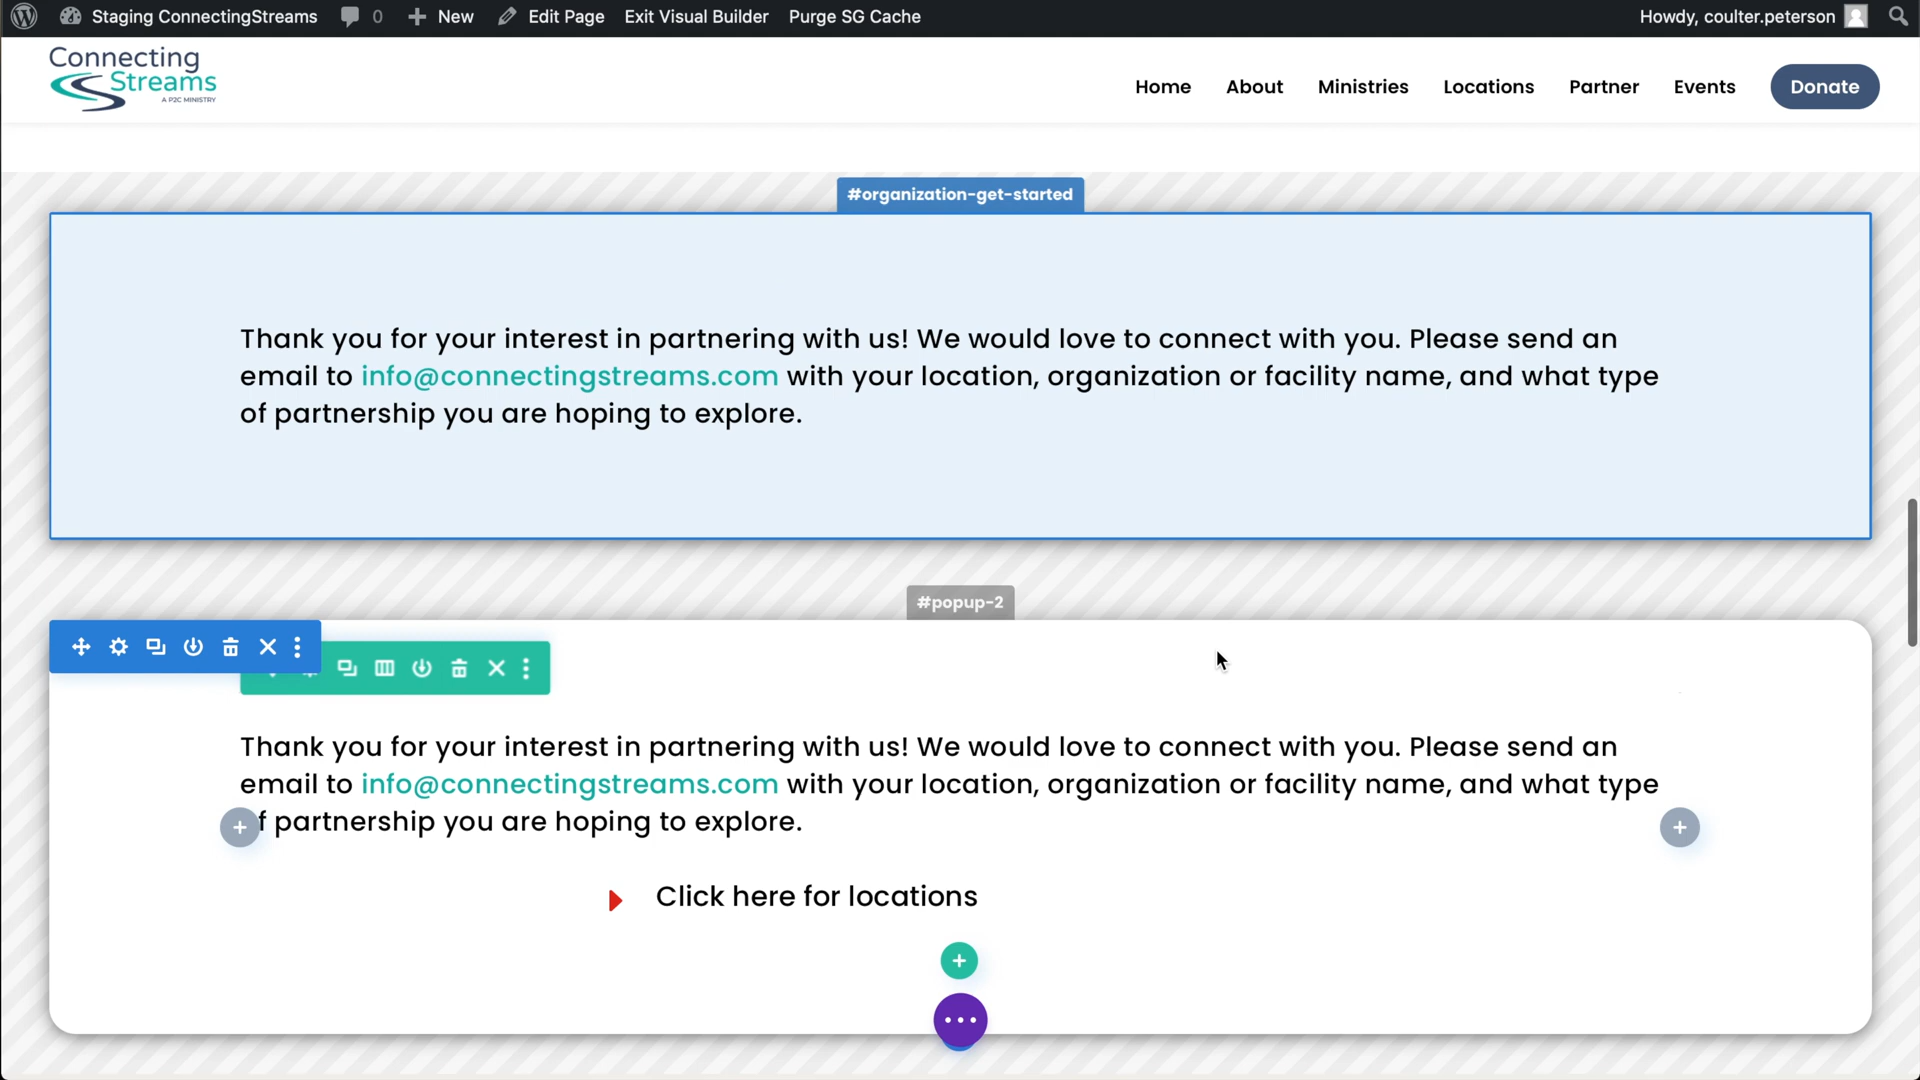 Staging ConnectingStreams 0 New Edit Page Exit Visual Builder Purge SG Cache Howdy, coulter.peterson
Connecting
Streams
A P2C MINISTRY
Home About Ministries Locations Partner Events Donate
#organization-get-started
Thank you for your interest in partnering with us! We would love to connect with you. Please send an
email to info@connectingstreams.com with your location, organization or facility name, and what type
of partnership you are hoping to explore.
#popup-2
Thank you for your interest in partnering with us! We would love to connect with you. Please send an
email to info@connectingstreams.com with your location, organization or facility name, and what type
f partnership you are hoping to explore.
Click here for locations